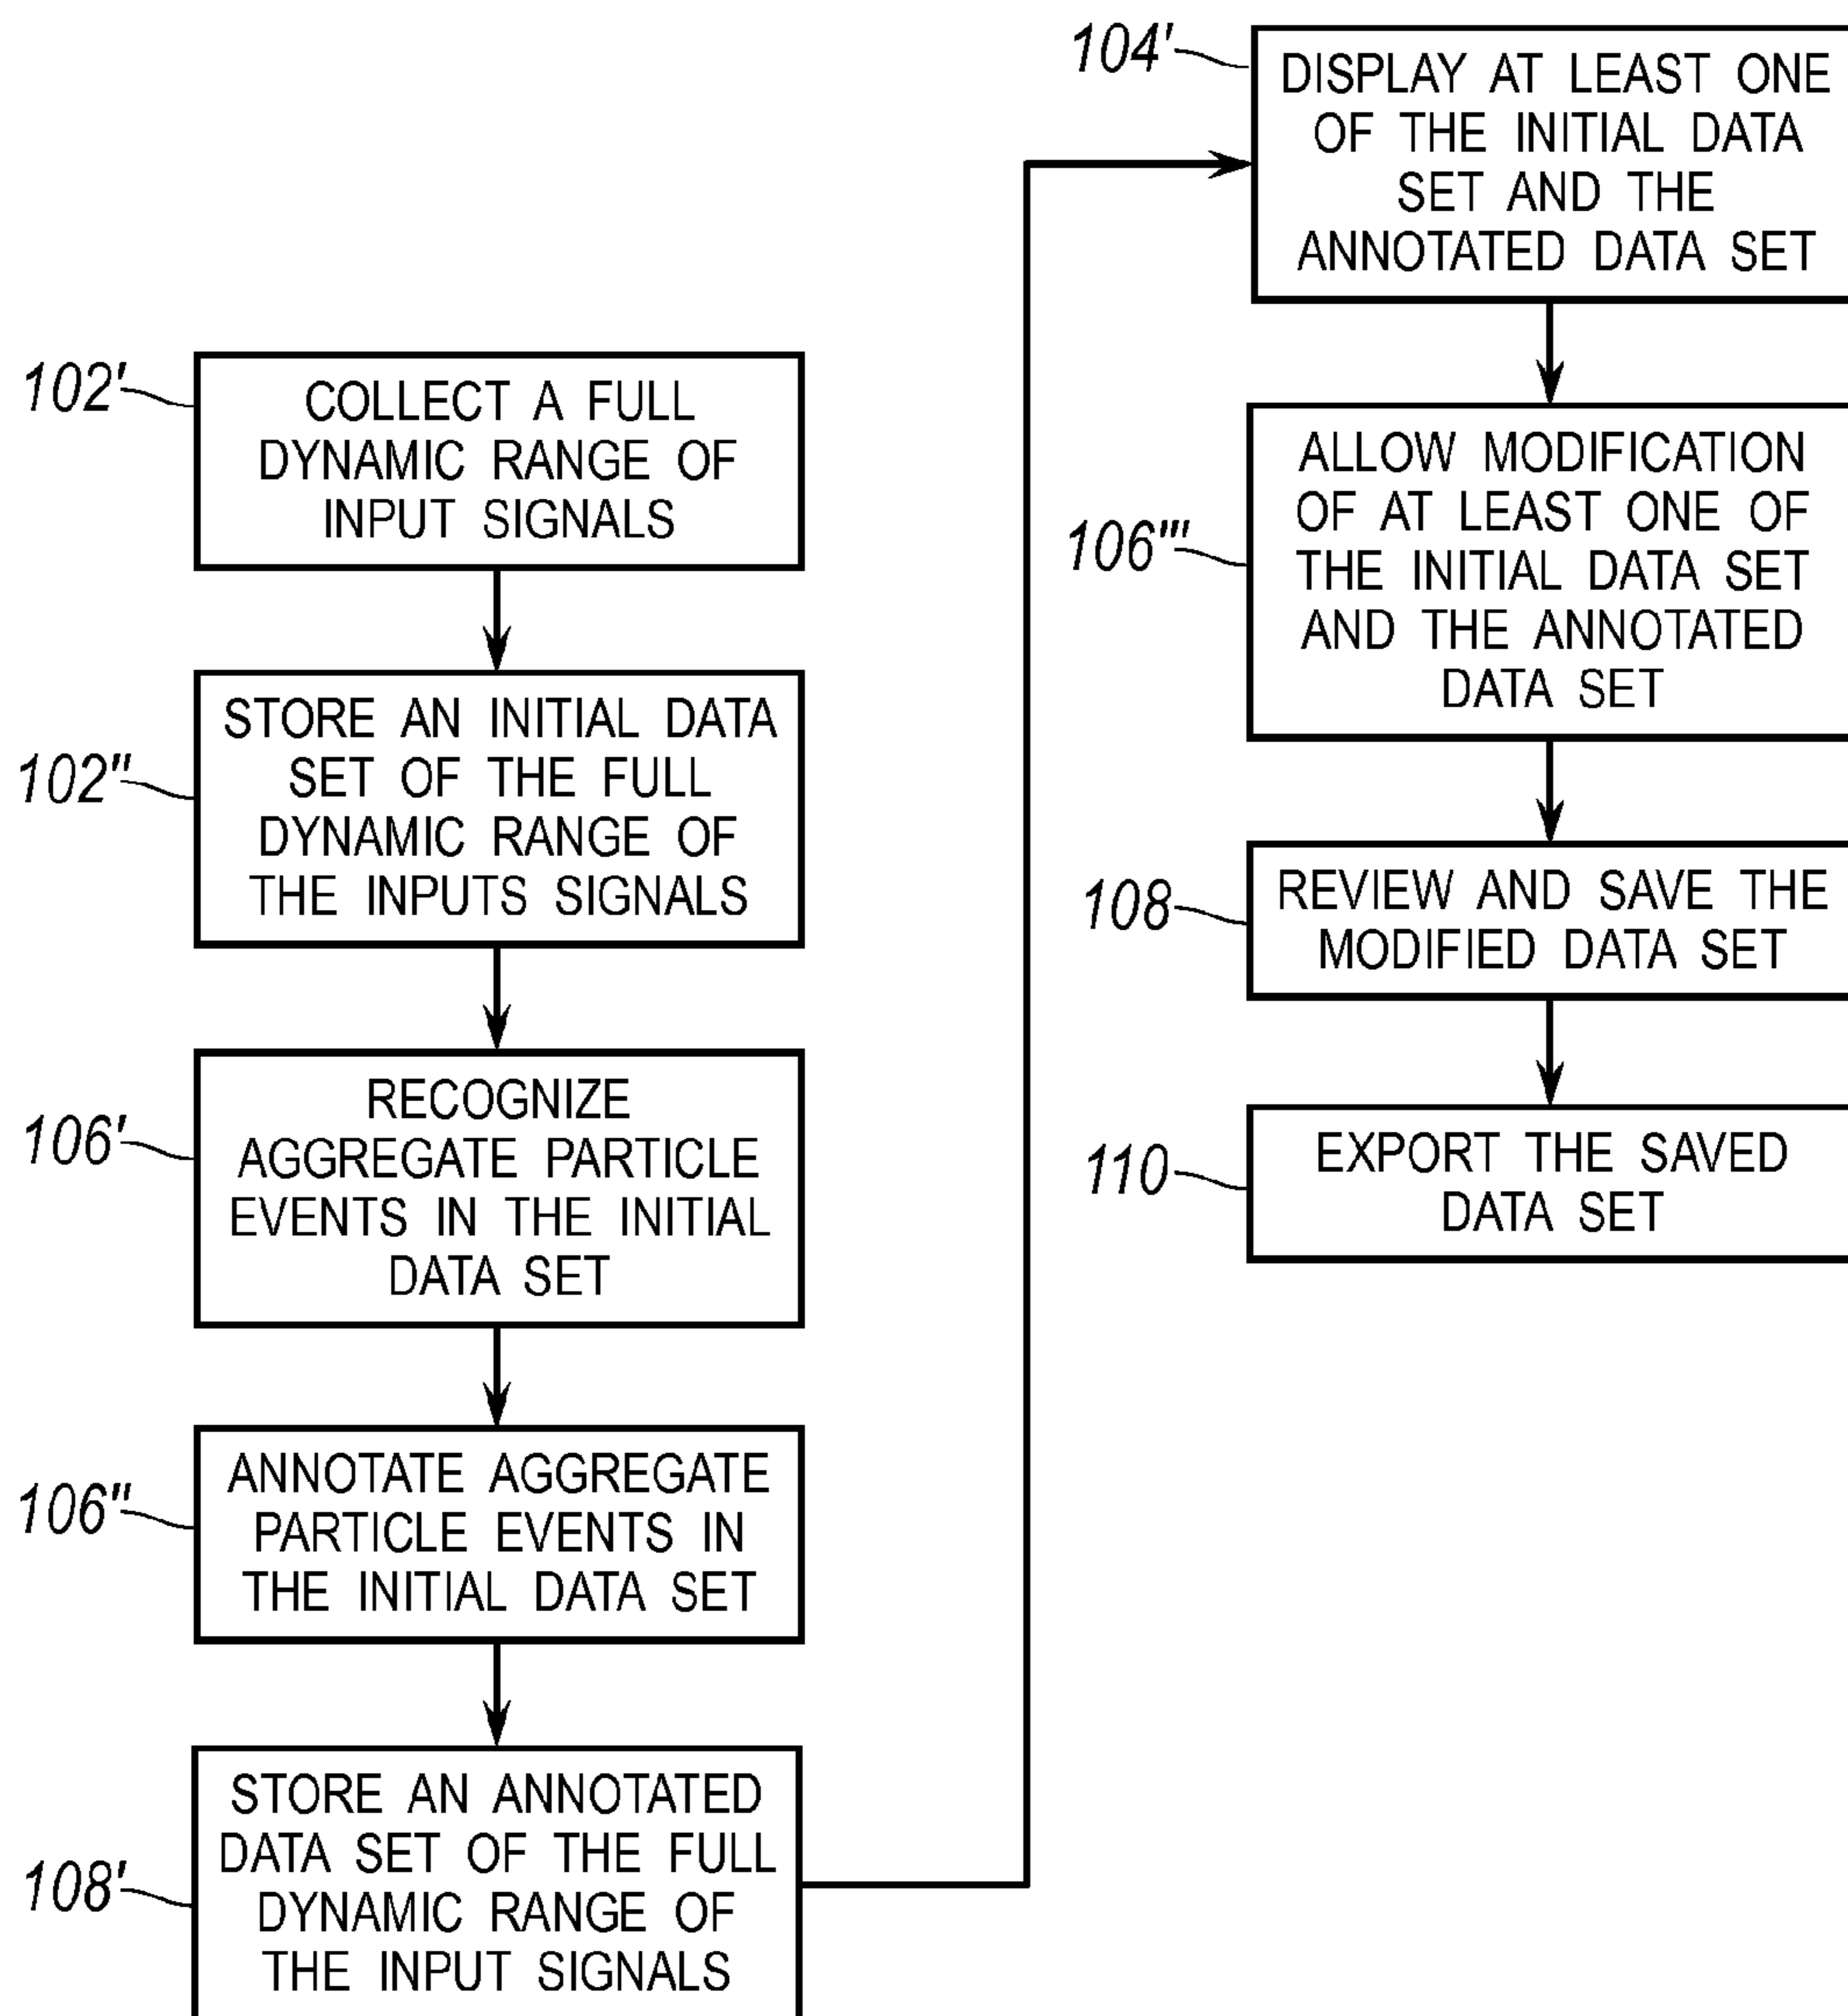 102'
COLLECT A FULL
DYNAMIC RANGE OF
INPUT SIGNALS
102"
STORE AN INITIAL DATA
SET OF THE FULL
DYNAMIC RANGE OF
THE INPUTS SIGNALS
106'
RECOGNIZE
AGGREGATE PARTICLE
EVENTS IN THE INITIAL
DATA SET
106"
ANNOTATE AGGREGATE
PARTICLE EVENTS IN
THE INITIAL DATA SET
108'
STORE AN ANNOTATED
DATA SET OF THE FULL
DYNAMIC RANGE OF
THE INPUT SIGNALS
104'
DISPLAY AT LEAST ONE
OF THE INITIAL DATA
SET AND THE
ANNOTATED DATA SET
106'''
ALLOW MODIFICATION
OF AT LEAST ONE OF
THE INITIAL DATA SET
AND THE ANNOTATED
DATA SET
108
REVIEW AND SAVE THE
MODIFIED DATA SET
110
EXPORT THE SAVED
DATA SET